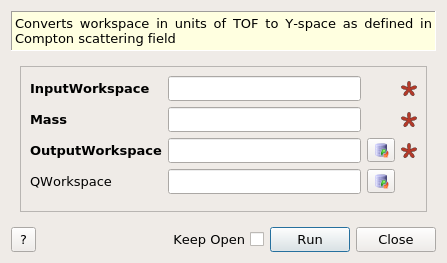 Converts workspace in units of TOF to Y-space as defined in
Compton scattering field
InputWorkspace
Mass
OutputWorkspace
QWorkspace
? Keep Open Run Close